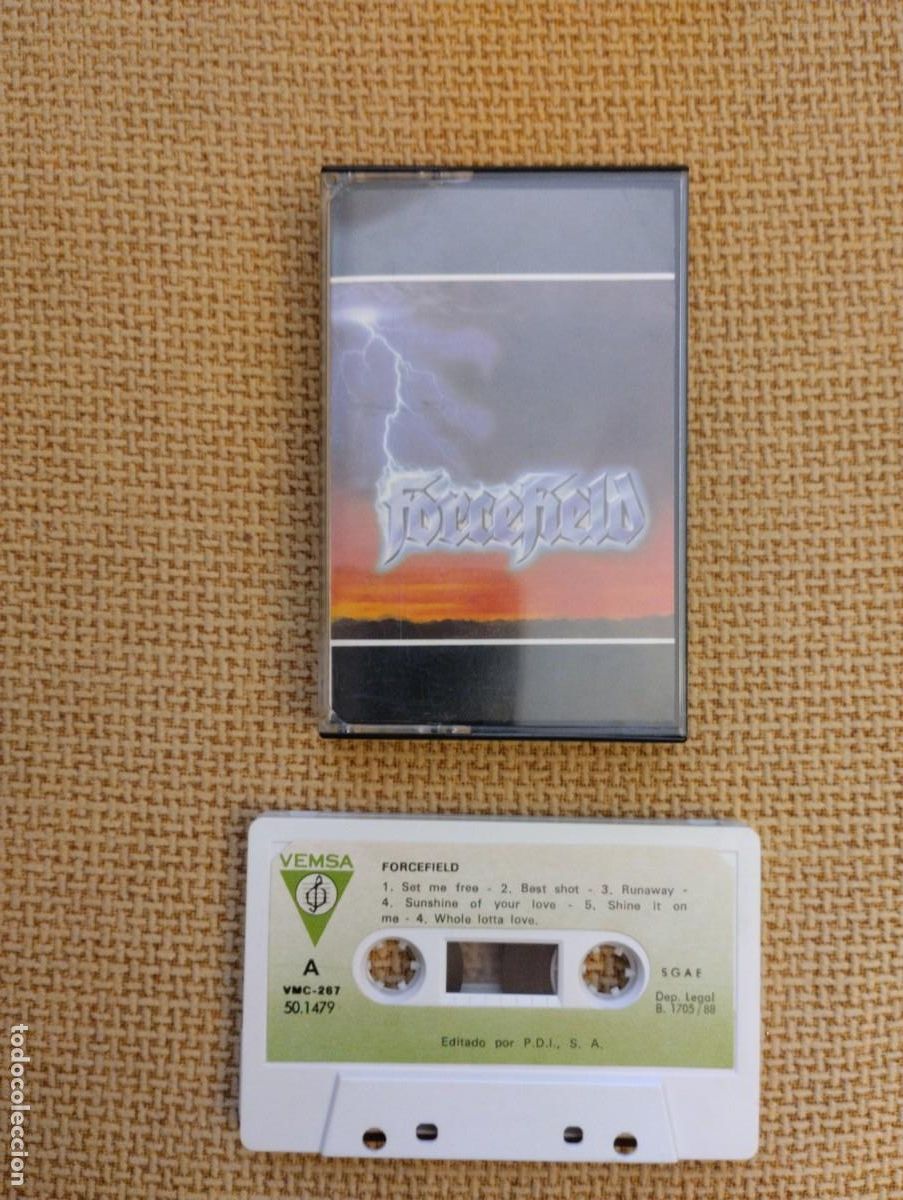 forcefield
VEMSA
FORCEFIELD
1. Set me free - 2. Best shot - 3. Runaway -
4. Sunshine of your love - 5. Shine it on
me - 4. Whole lotta love.
A
VMC-267
50.1479
SGAE
Dep. Legal
B. 1705/88
Editado por P.D.I., S. A.
todocoleccion